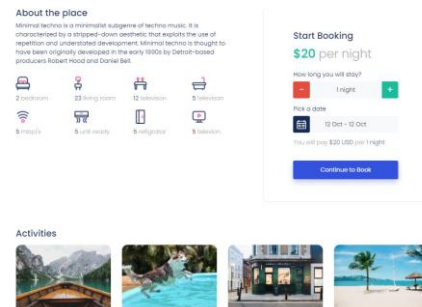 About the place
Minimal techno is a minimalist subgenre of techno music. It is
characterized by a stripped-down aesthetic that exploits the use of
repetition and understated development. Minimal techno is thought to
have been originally developed in the early 1990s by Detroit-based
producers Robert Hood and Daniel Bell.
2 bedroom
23 living room
12 television
5 television
5 mbsp/s
5 unit ready
5 refigrator
5 television
Start Booking
$20 per night
How long you will stay?
- 1 night +
Pick a date
12 Oct - 12 Oct
You will pay $20 USD per 1 night
Continue to Book
Activities